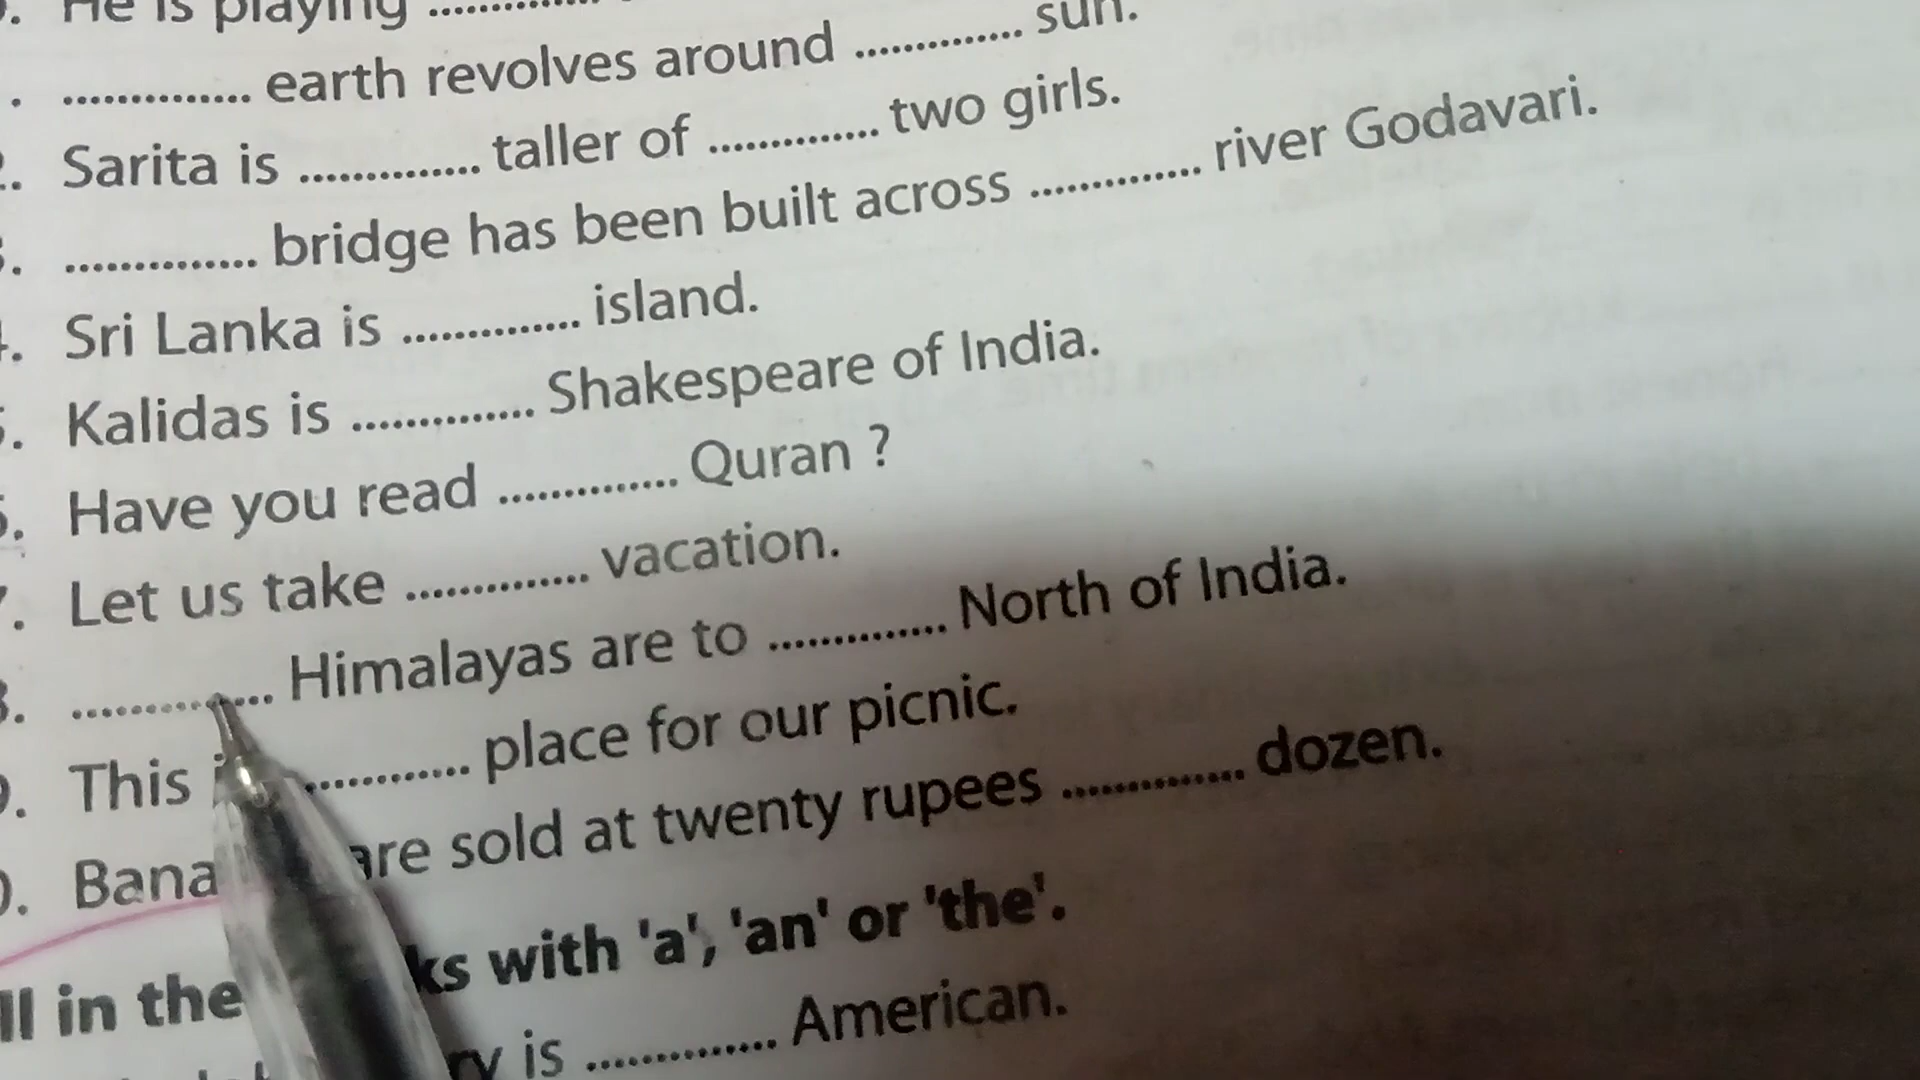 . He is playing ..............
. .............. earth revolves around .............. sun.
. Sarita is .............. taller of .............. two girls.
. .............. bridge has been built across .............. river Godavari.
. Sri Lanka is .............. island.
. Kalidas is .............. Shakespeare of India.
. Have you read .............. Quran ?
. Let us take .............. vacation.
. .............. Himalayas are to .............. North of India.
. This .............. place for our picnic.
. are sold at twenty rupees .............. dozen.
in the with 'a', 'an' or 'the'.
is .............. American.